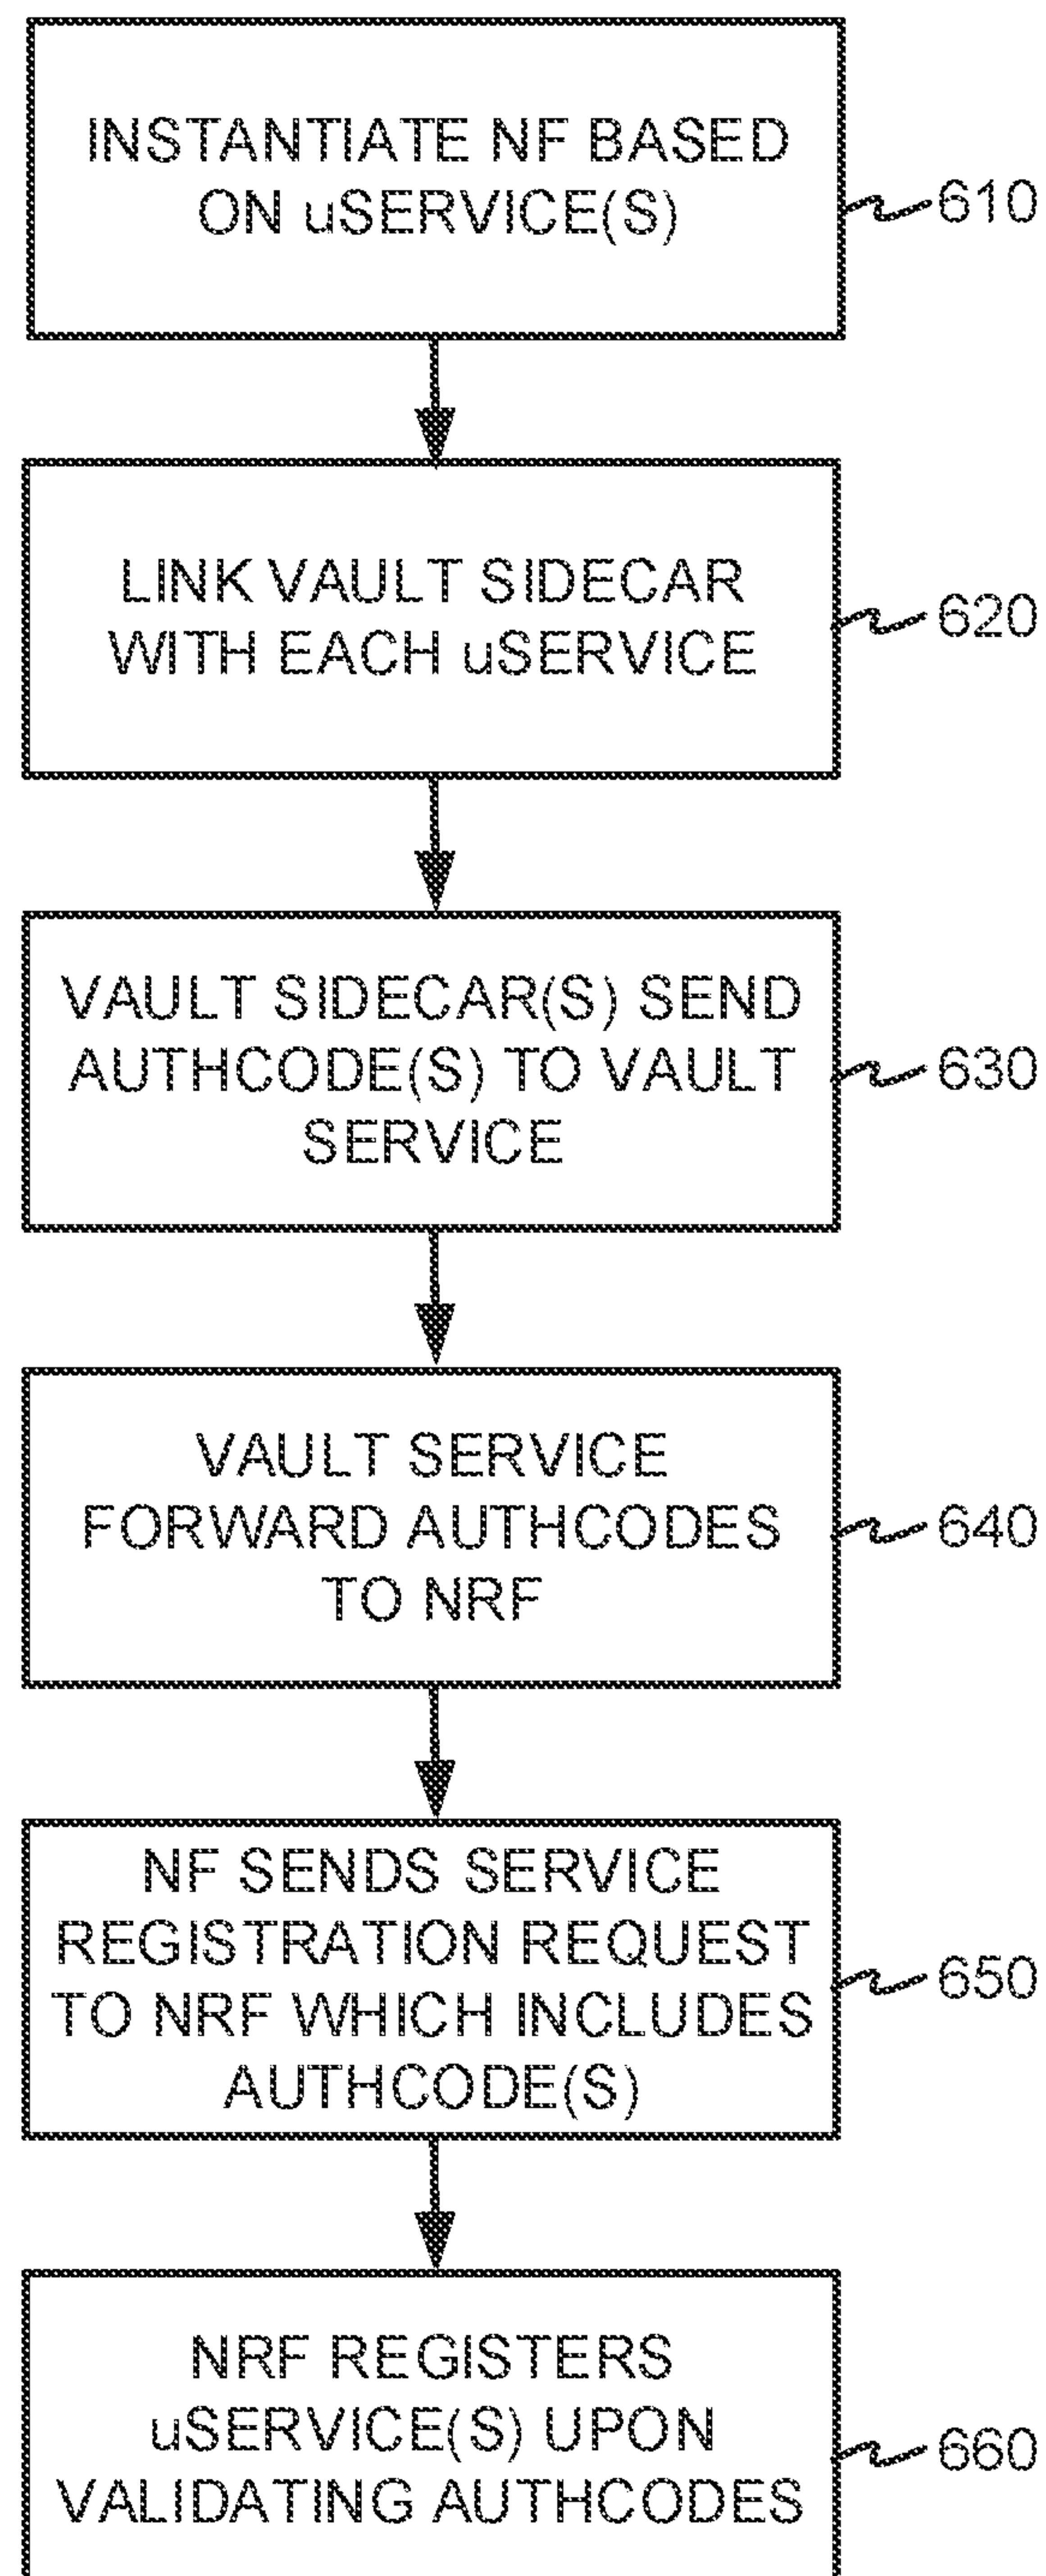 INSTANTIATE NF BASED
ON uSERVICE(S)
610
LINK VAULT SIDECAR
WITH EACH uSERVICE
620
VAULT SIDECAR(S) SEND
AUTHCODE(S) TO VAULT
SERVICE
630
VAULT SERVICE
FORWARD AUTHCODES
TO NRF
640
NF SENDS SERVICE
REGISTRATION REQUEST
TO NRF WHICH INCLUDES
AUTHCODE(S)
650
NRF REGISTERS
uSERVICE(S) UPON
VALIDATING AUTHCODES
660